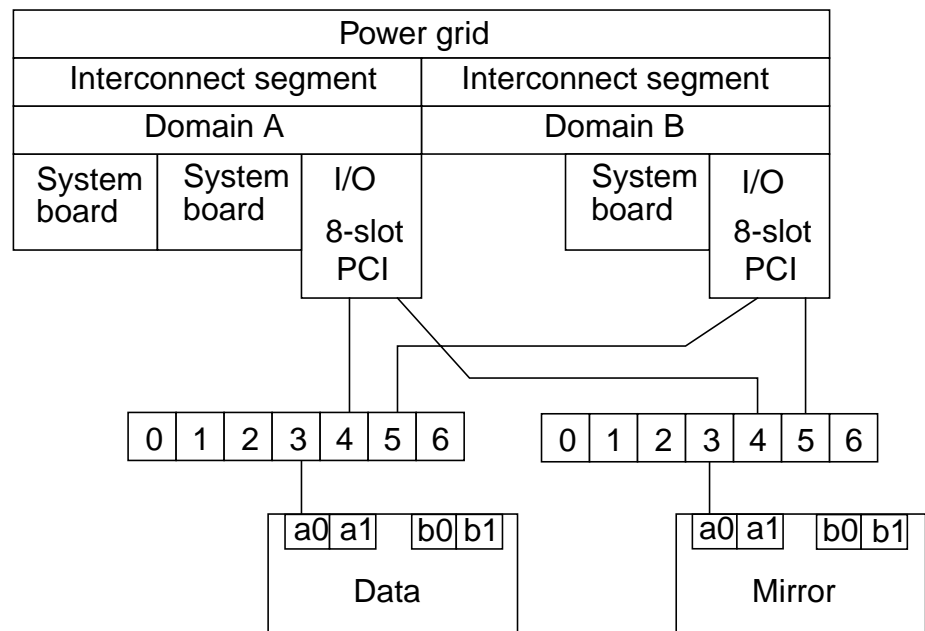 Power grid
Interconnect segment Interconnect segment
Domain A Domain B
System board System board I/O 8-slot PCI System board I/O 8-slot PCI
0 1 2 3 4 5 6 0 1 2 3 4 5 6
a0 a1 b0 b1 a0 a1 b0 b1
Data Mirror